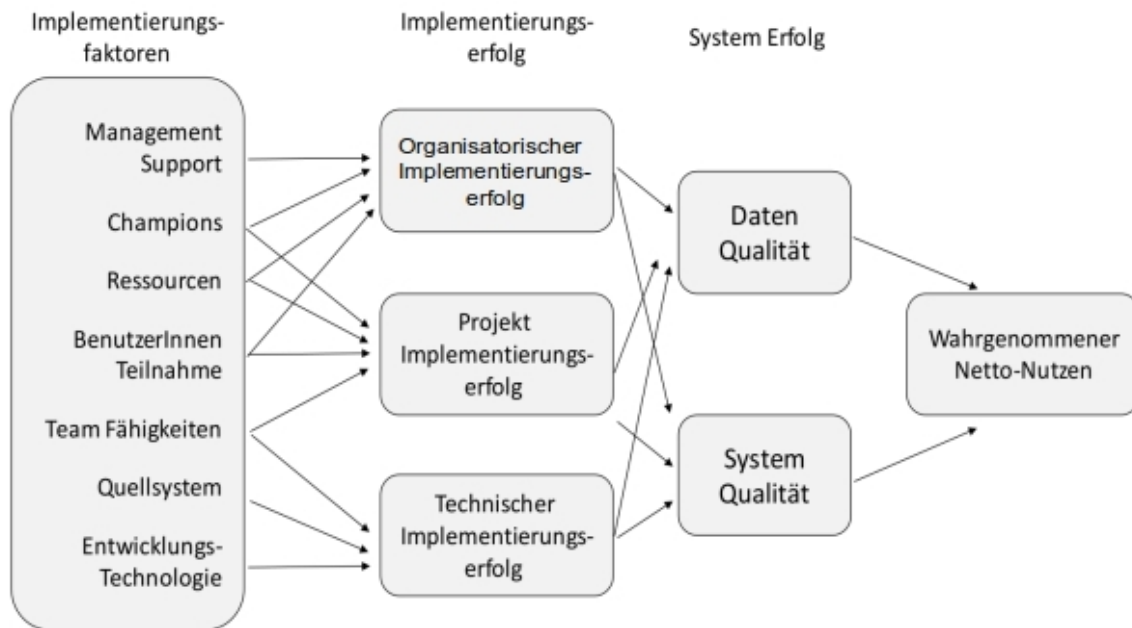 Implementierungs-
faktoren
Management
Support
Champions
Ressourcen
BenutzerInnen
Teilnahme
Team Fähigkeiten
Quellsystem
Entwicklungs-
Technologie
Implementierungs-
erfolg
Organisatorischer
Implementierungs-
erfolg
Projekt
Implementierungs-
erfolg
Technischer
Implementierungs-
erfolg
System Erfolg
Daten
Qualität
System
Qualität
Wahrgenommener
Netto-Nutzen